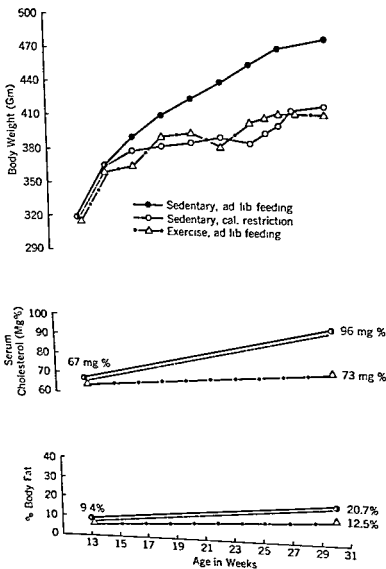 500
470
440
410
380
350
320
290
Body Weight (Gm)
Sedentary, ad lib feeding
Sedentary, cal. restriction
Exercise, ad lib feeding
100
90
80
70
60
Serum
Cholesterol (Mg%)
67 mg %
96 mg %
73 mg %
40
30
20
10
0
% Body Fat
9 4%
20.7%
12.5%
13 15 17 19 21 23 25 27 29 31
Age in Weeks